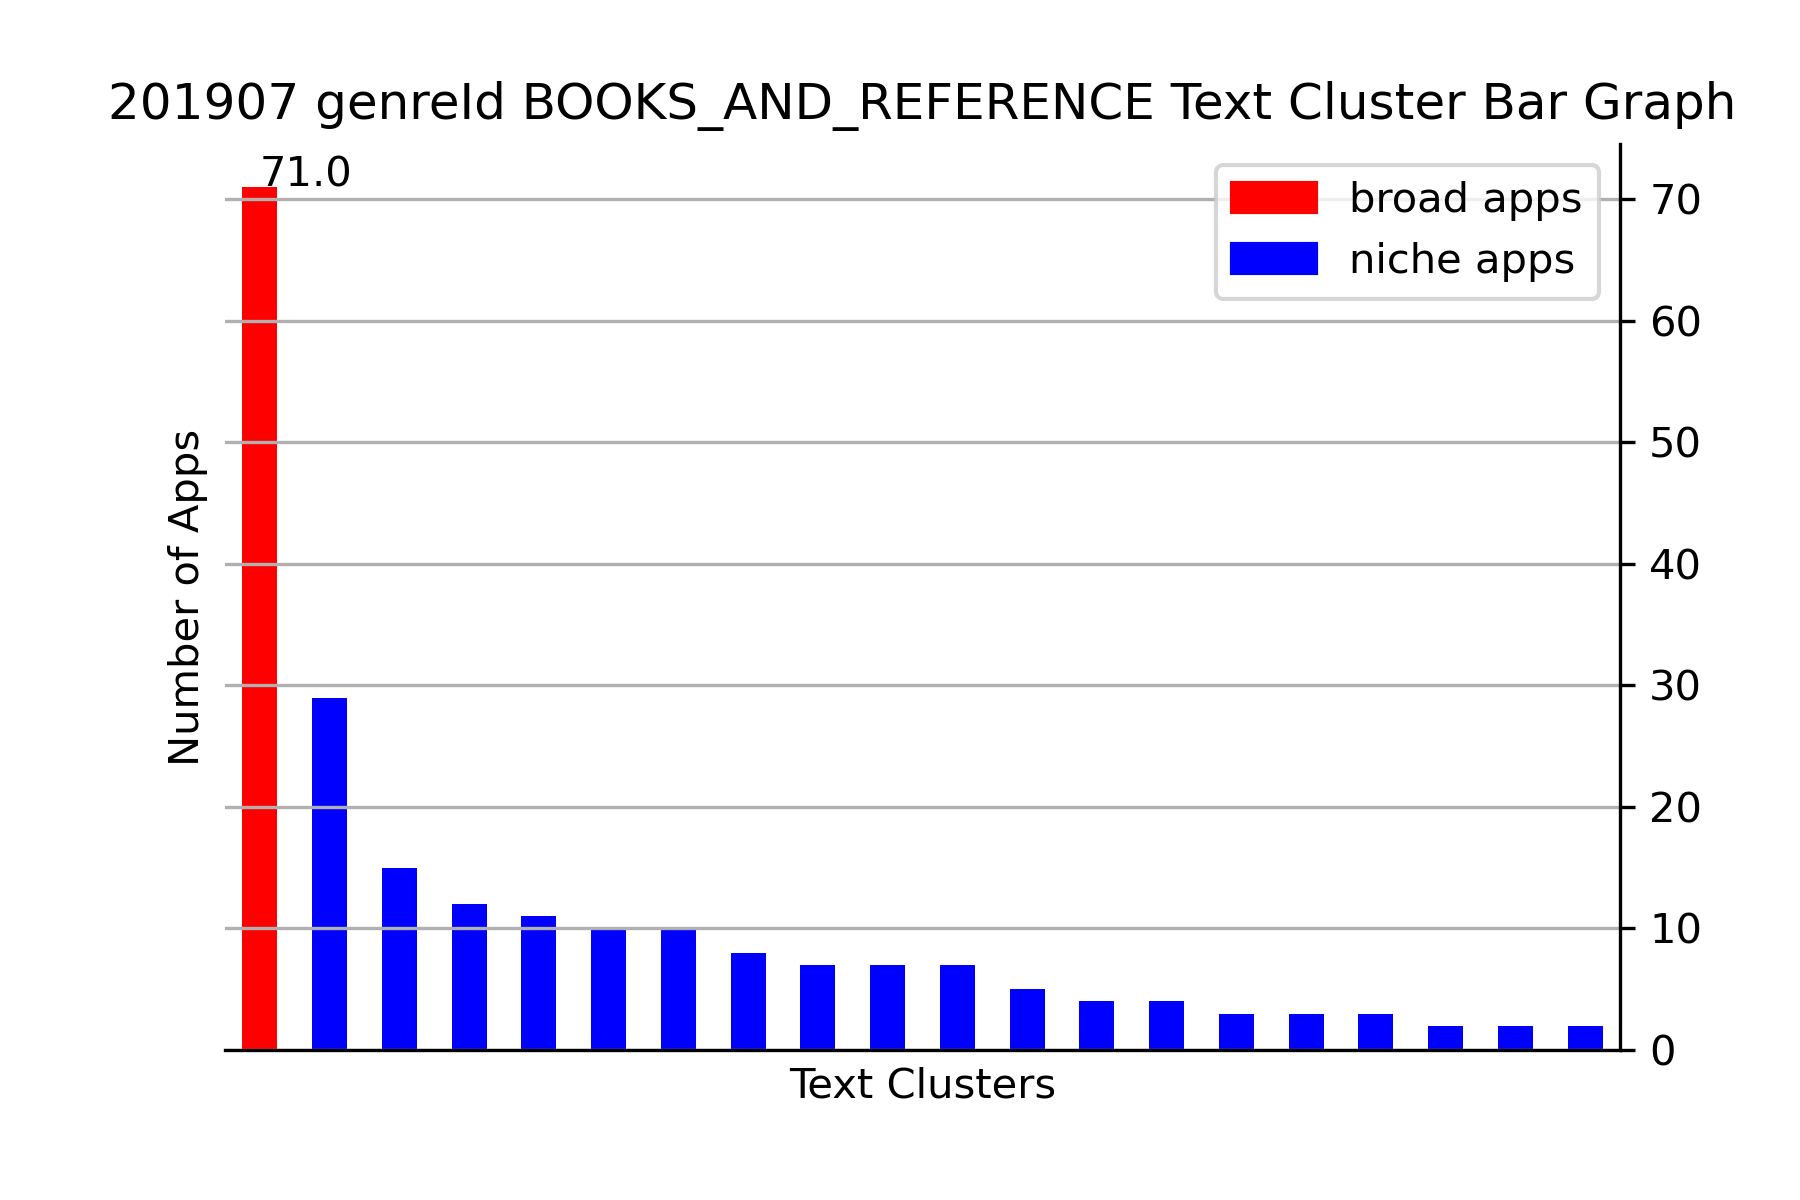 201907 genreId BOOKS_AND_REFERENCE Text Cluster Bar Graph
71.0
broad apps
niche apps
70
60
50
40
30
20
10
0
Number of Apps
Text Clusters